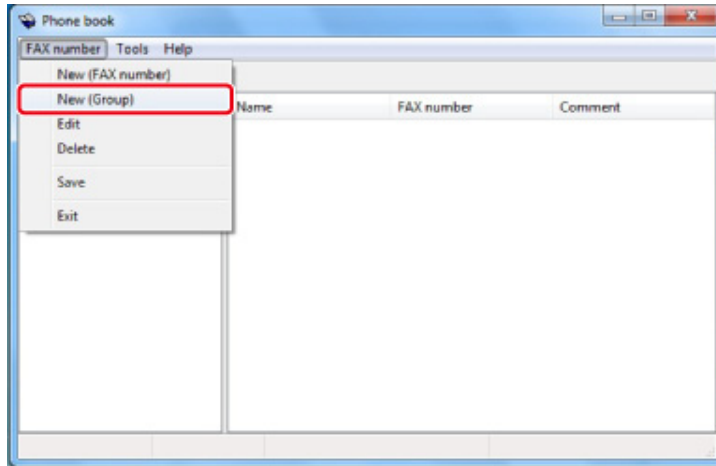 Phone book
FAX number Tools Help
New (FAX number)
New (Group)
Name FAX number Comment
Edit
Delete
Save
Exit